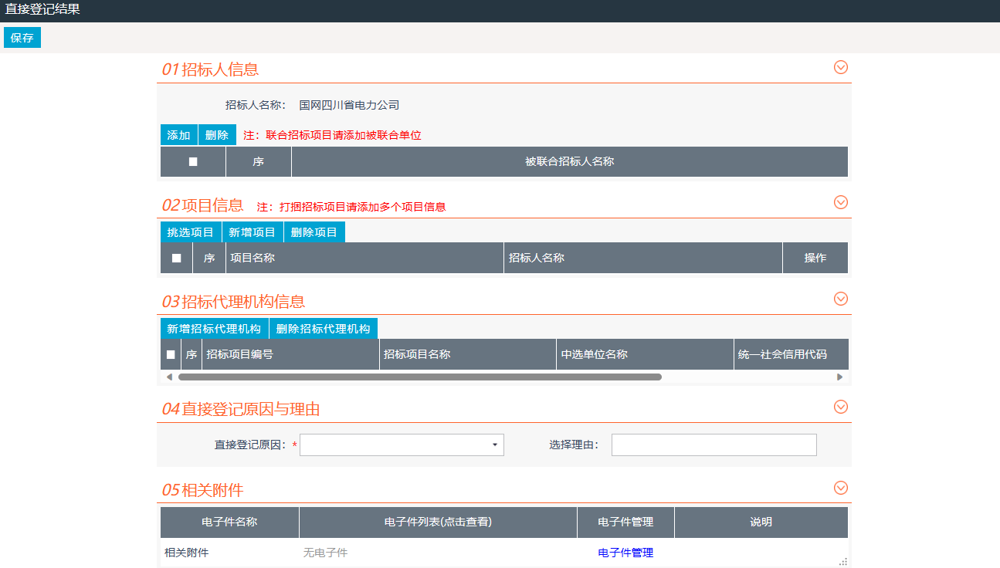 直接登记结果
保存
01招标人信息
招标人名称： 国网四川省电力公司
添加 删除 注：联合招标项目请添加被联合单位
序 被联合招标人名称
02项目信息 注：打捆招标项目请添加多个项目信息
挑选项目 新增项目 删除项目
序 项目名称 招标人名称 操作
03招标代理机构信息
新增招标代理机构 删除招标代理机构
序 招标项目编号 招标项目名称 中选单位名称 统一社会信用代码
04直接登记原因与理由
直接登记原因：* 选择理由：
05相关附件
电子件名称 电子件列表(点击查看) 电子件管理 说明
相关附件 无电子件 电子件管理